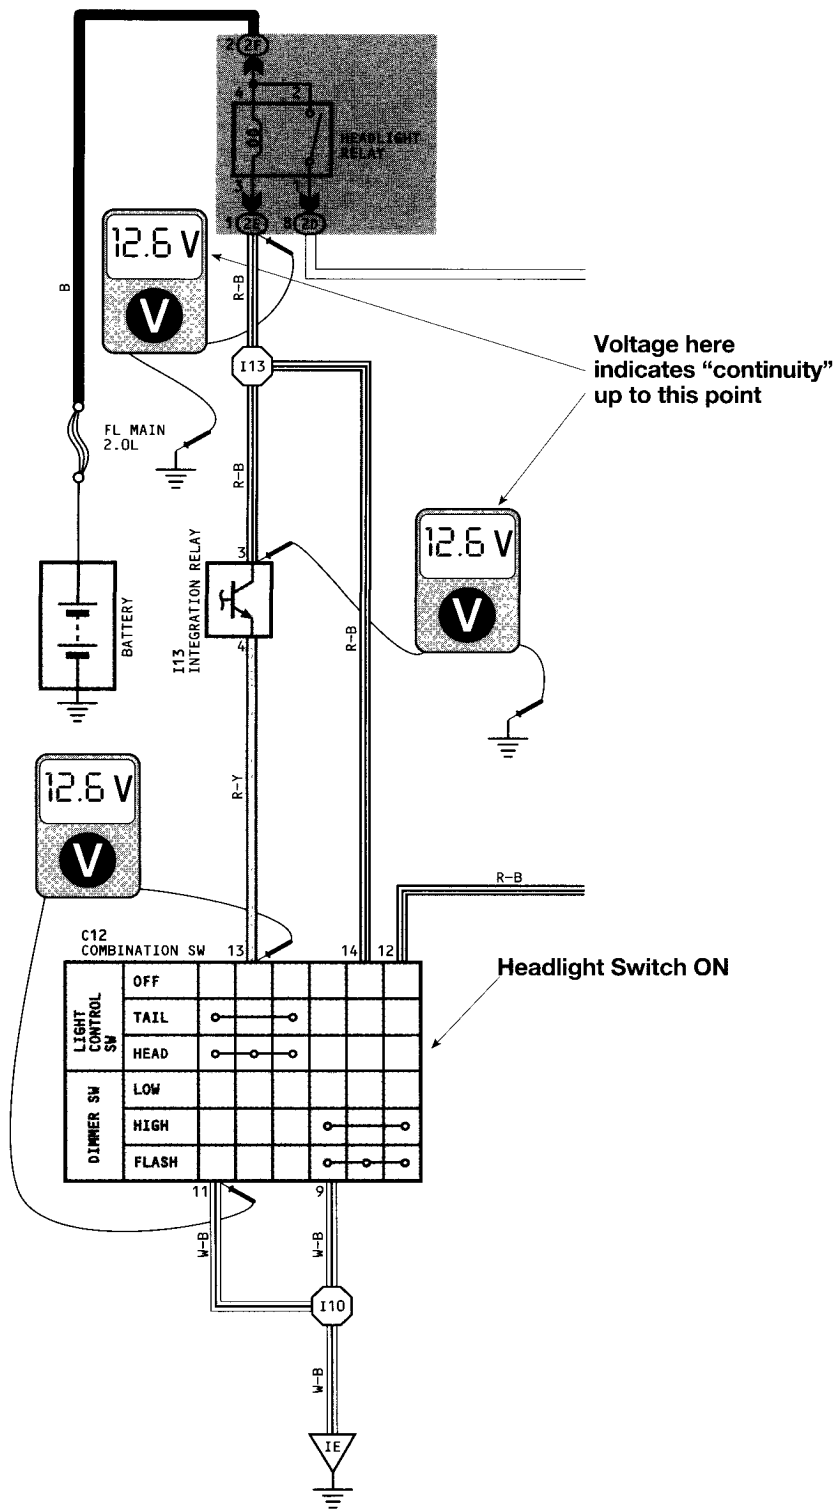 2 2F
4 2
HEADLIGHT
RELAY
3 1
1 2E 8 2D
12.6 V
V
B
R-B
I13
Voltage here
indicates “continuity”
up to this point
FL MAIN
2.0L
R-B
12.6 V
V
3
I13
INTEGRATION RELAY
4
BATTERY
R-B
12.6 V
V
R-Y
R-B
C12
COMBINATION SW 13 14 12
Headlight Switch ON
LIGHT
CONTROL
SW
OFF
TAIL
HEAD
DIMMER SW
LOW
HIGH
FLASH
11 9
W-B W-B
I10
W-B
IE